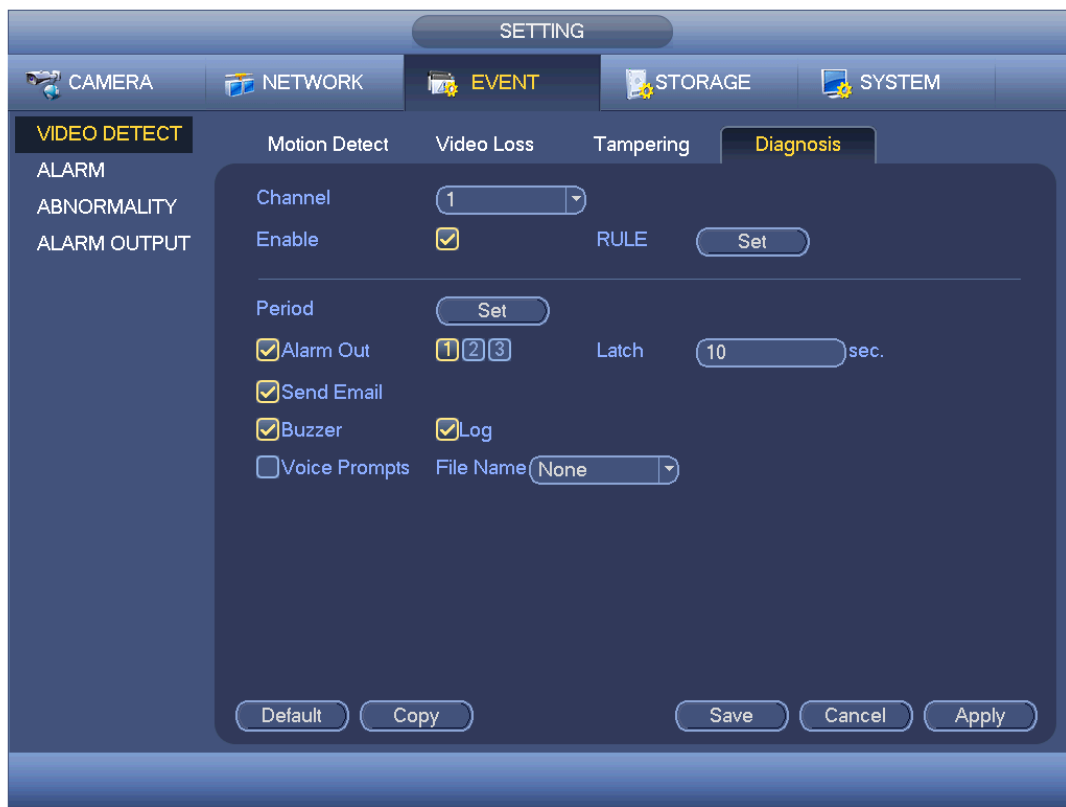 SETTING
CAMERA NETWORK EVENT STORAGE SYSTEM
VIDEO DETECT
ALARM
ABNORMALITY
ALARM OUTPUT
Motion Detect Video Loss Tampering Diagnosis
Channel 1
Enable RULE Set
Period Set
Alarm Out 1 2 3 Latch 10 sec.
Send Email
Buzzer Log
Voice Prompts File Name None
Default Copy Save Cancel Apply